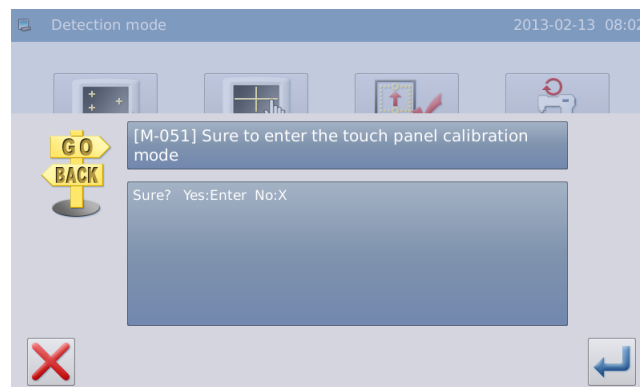 Detection mode
2013-02-13 08:02
GO
BACK
[M-051] Sure to enter the touch panel calibration
mode
Sure? Yes:Enter No:X